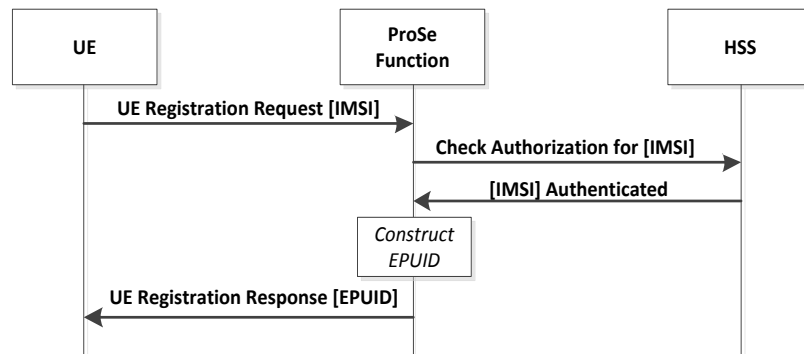 UE
ProSe
Function
HSS
UE Registration Request [IMSI]
Check Authorization for [IMSI]
[IMSI] Authenticated
Construct
EPUID
UE Registration Response [EPUID]